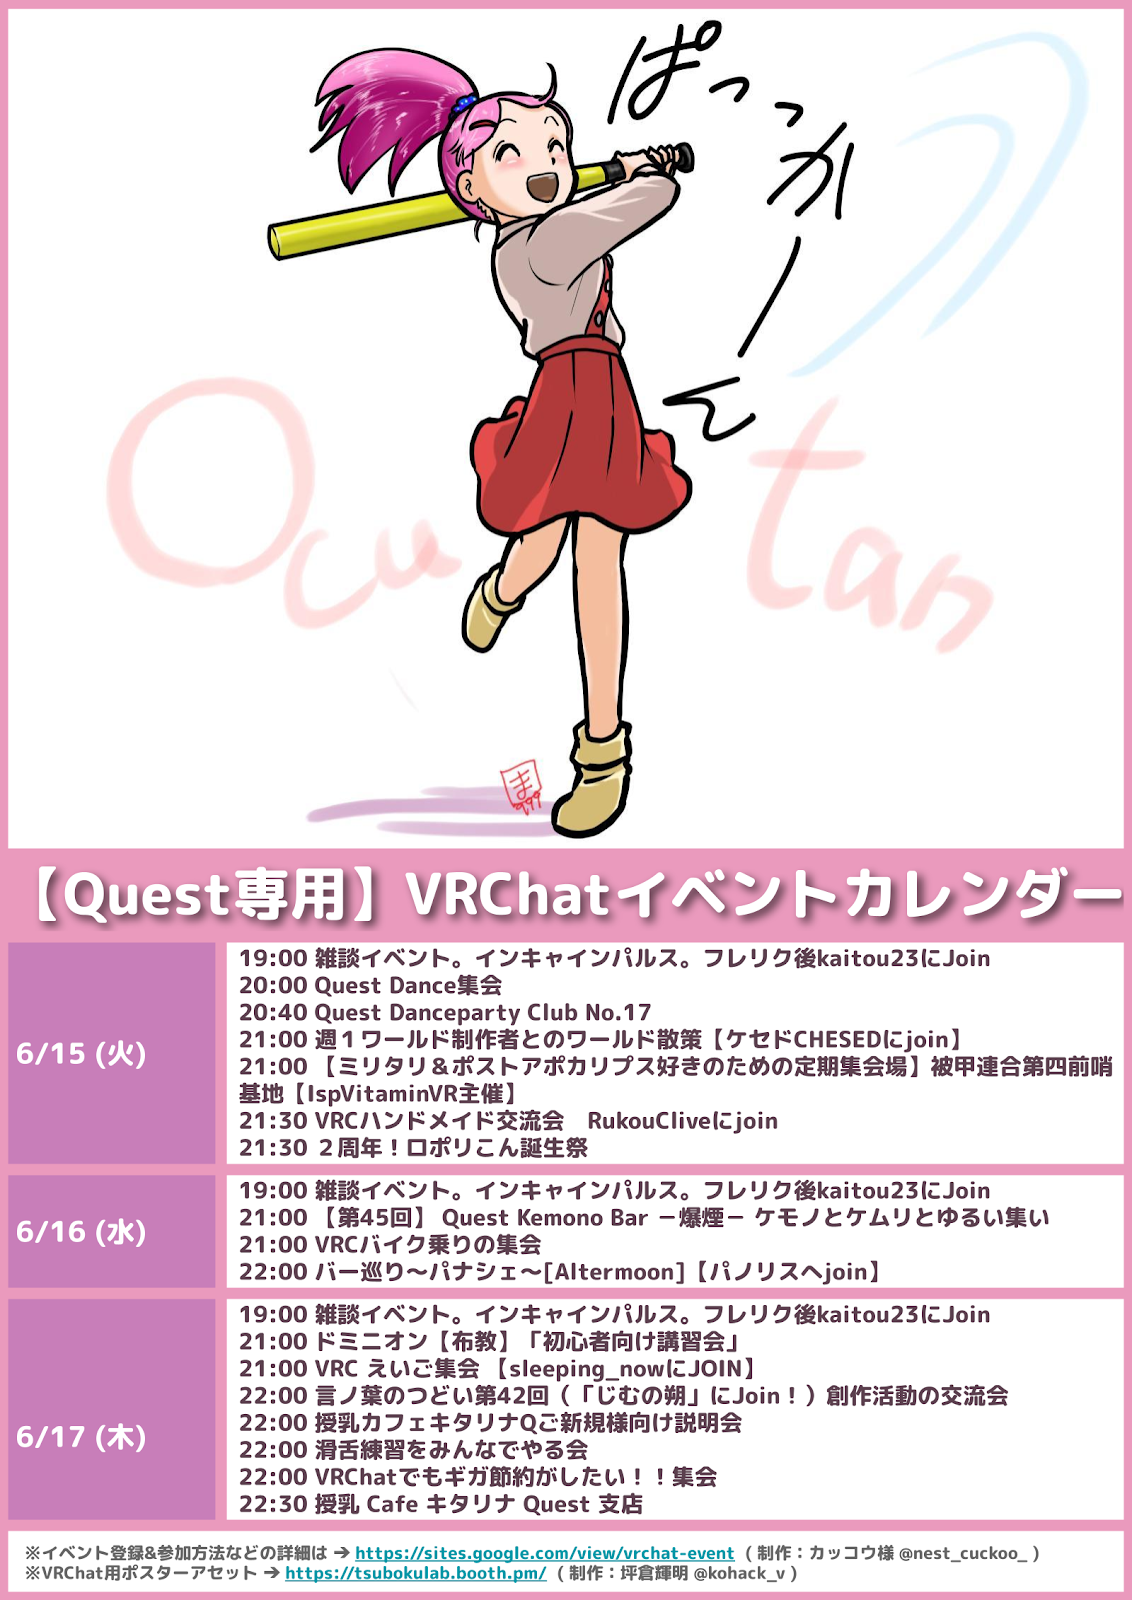 ぱっっかーん
Ocu tan
ま
999
【Quest専用】VRChatイベントカレンダー
6/15 (火)
19:00 雑談イベント。インキャインパルス。フレリク後kaitou23にJoin
20:00 Quest Dance集会
20:40 Quest Danceparty Club No.17
21:00 週１ワールド制作者とのワールド散策【ケセドCHESEDにjoin】
21:00 【ミリタリ＆ポストアポカリプス好きのための定期集会場】被甲連合第四前哨
基地【IspVitaminVR主催】
21:30 VRCハンドメイド交流会　RukouCliveにjoin
21:30 ２周年！ロポリこん誕生祭
6/16 (水)
19:00 雑談イベント。インキャインパルス。フレリク後kaitou23にJoin
21:00 【第45回】 Quest Kemono Bar －爆煙－ ケモノとケムリとゆるい集い
21:00 VRCバイク乗りの集会
22:00 バー巡り～パナシェ～[Altermoon]【パノリスへjoin】
6/17 (木)
19:00 雑談イベント。インキャインパルス。フレリク後kaitou23にJoin
21:00 ドミニオン【布教】「初心者向け講習会」
21:00 VRC えいご集会 【sleeping_nowにJOIN】
22:00 言ノ葉のつどい第42回（「じむの朔」にJoin！）創作活動の交流会
22:00 授乳カフェキタリナQご新規様向け説明会
22:00 滑舌練習をみんなでやる会
22:00 VRChatでもギガ節約がしたい！！集会
22:30 授乳 Cafe キタリナ Quest 支店
※イベント登録&参加方法などの詳細は → https://sites.google.com/view/vrchat-event （ 制作：カッコウ様 @nest_cuckoo_ ）
※VRChat用ポスターアセット → https://tsubokulab.booth.pm/ （ 制作：坪倉輝明 @kohack_v ）